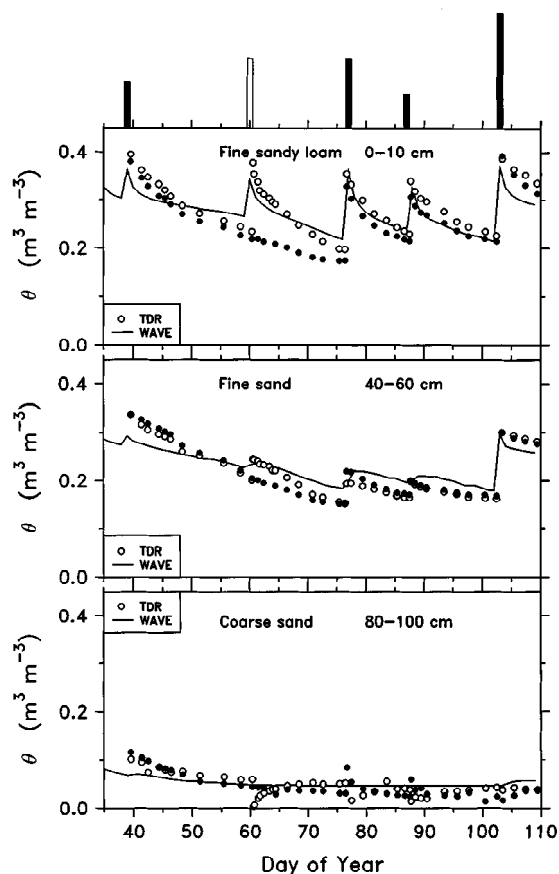 0.4
Fine sandy loam 0–10 cm
0.2
θ (m³ m⁻³)
TDR
WAVE
0.0
0.4
Fine sand 40–60 cm
0.2
θ (m³ m⁻³)
TDR
WAVE
0.0
TDR
WAVE
0.4
Coarse sand 80–100 cm
θ (m³ m⁻³)
0.2
0.0
40 50 60 70 80 90 100 110
Day of Year